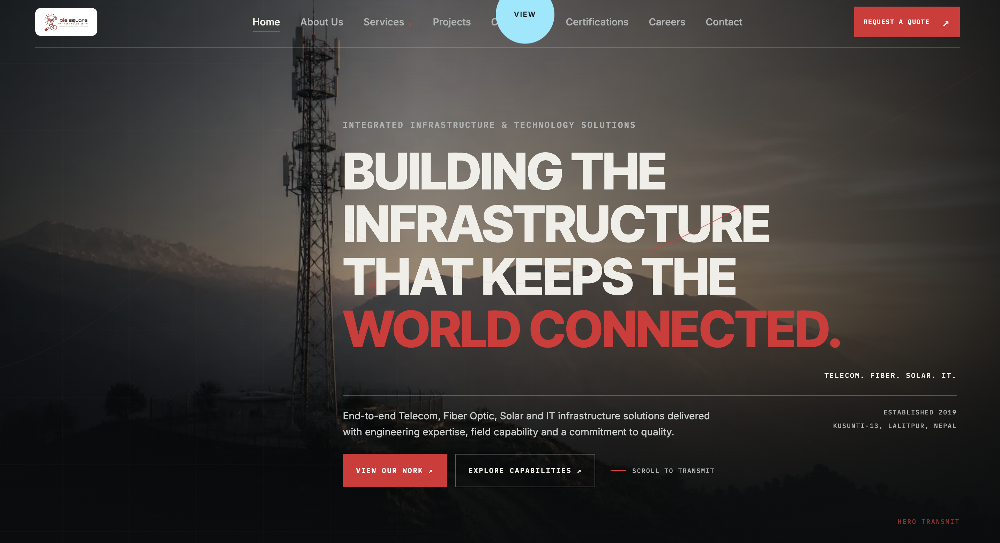 pie square
TECHNOLOGIES
Home
About Us
Services
Projects
C
VIEW
Certifications
Careers
Contact
REQUEST A QUOTE ↗
INTEGRATED INFRASTRUCTURE & TECHNOLOGY SOLUTIONS
BUILDING THE
INFRASTRUCTURE
THAT KEEPS THE
WORLD CONNECTED.
TELECOM. FIBER. SOLAR. IT.
End-to-end Telecom, Fiber Optic, Solar and IT infrastructure solutions delivered
with engineering expertise, field capability and a commitment to quality.
ESTABLISHED 2019
KUSUNTI-13, LALITPUR, NEPAL
VIEW OUR WORK ↗
EXPLORE CAPABILITIES ↗
SCROLL TO TRANSMIT
HERO TRANSMIT